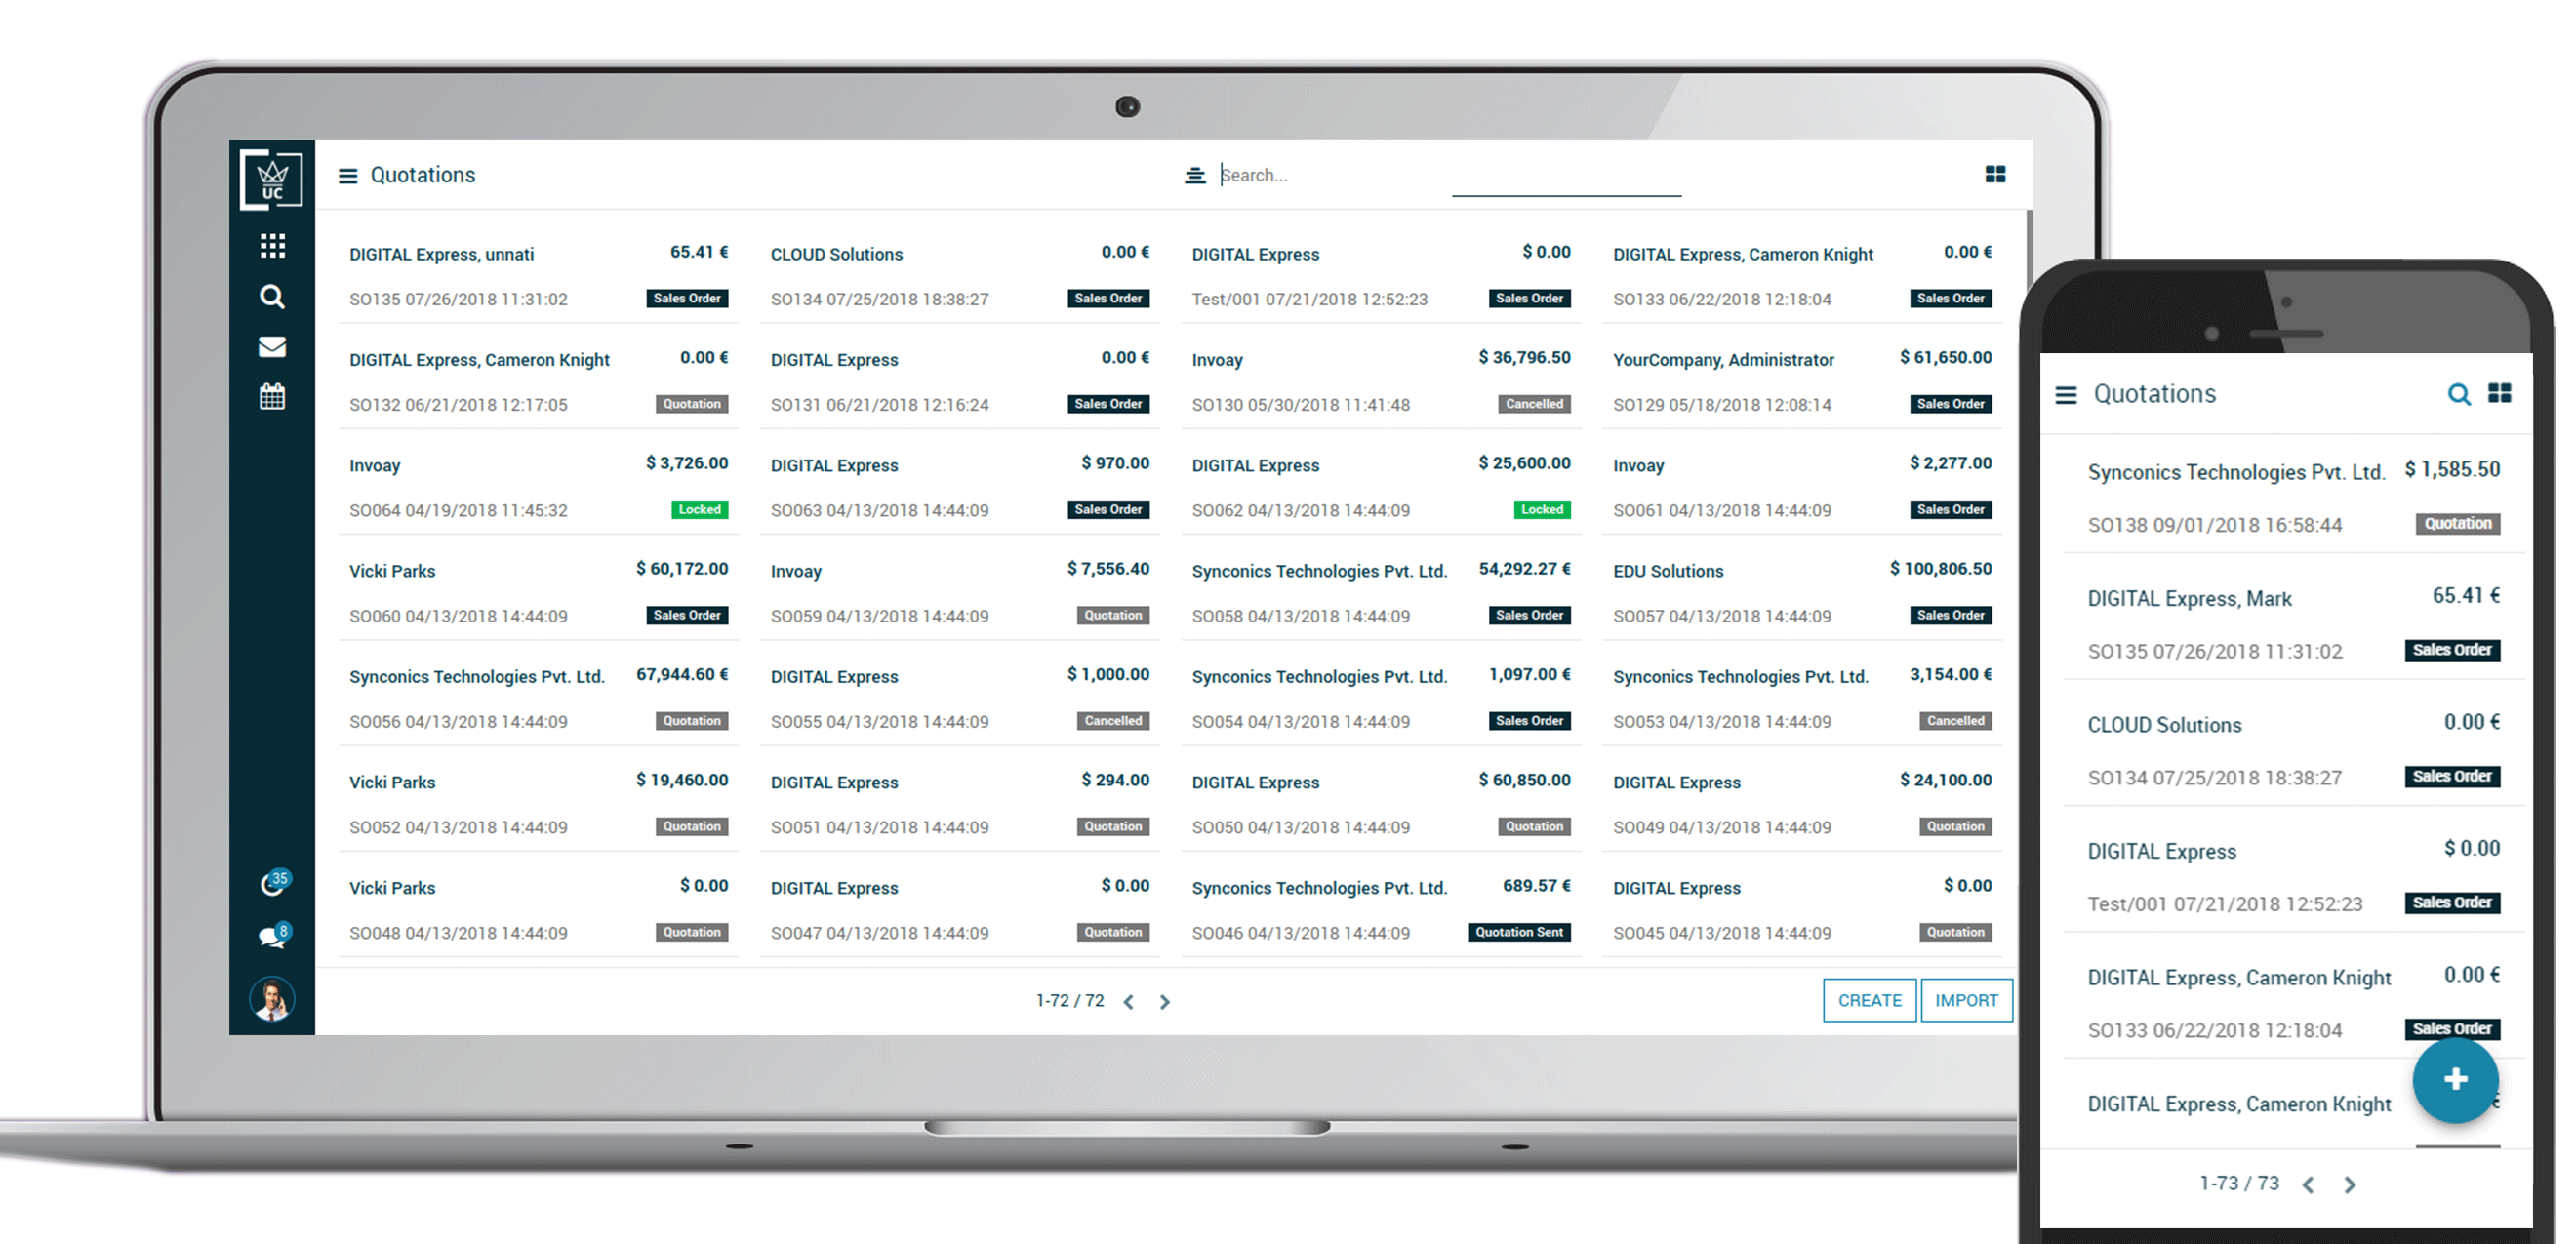 UC
Quotations
Search...
DIGITAL Express, unnati 65.41 €
SO135 07/26/2018 11:31:02 Sales Order
CLOUD Solutions 0.00 €
SO134 07/25/2018 18:38:27 Sales Order
DIGITAL Express $ 0.00
Test/001 07/21/2018 12:52:23 Sales Order
DIGITAL Express, Cameron Knight 0.00 €
SO133 06/22/2018 12:18:04 Sales Order
DIGITAL Express, Cameron Knight 0.00 €
SO132 06/21/2018 12:17:05 Quotation
DIGITAL Express 0.00 €
SO131 06/21/2018 12:16:24 Sales Order
Invoay $ 36,796.50
SO130 05/30/2018 11:41:48 Cancelled
YourCompany, Administrator $ 61,650.00
SO129 05/18/2018 12:08:14 Sales Order
Invoay $ 3,726.00
SO064 04/19/2018 11:45:32 Locked
DIGITAL Express $ 970.00
SO063 04/13/2018 14:44:09 Sales Order
DIGITAL Express $ 25,600.00
SO062 04/13/2018 14:44:09 Locked
Invoay $ 2,277.00
SO061 04/13/2018 14:44:09 Sales Order
Vicki Parks $ 60,172.00
SO060 04/13/2018 14:44:09 Sales Order
Invoay $ 7,556.40
SO059 04/13/2018 14:44:09 Quotation
Synconics Technologies Pvt. Ltd. 54,292.27 €
SO058 04/13/2018 14:44:09 Sales Order
EDU Solutions $ 100,806.50
SO057 04/13/2018 14:44:09 Sales Order
Synconics Technologies Pvt. Ltd. 67,944.60 €
SO056 04/13/2018 14:44:09 Quotation
DIGITAL Express $ 1,000.00
SO055 04/13/2018 14:44:09 Cancelled
Synconics Technologies Pvt. Ltd. 1,097.00 €
SO054 04/13/2018 14:44:09 Sales Order
Synconics Technologies Pvt. Ltd. 3,154.00 €
SO053 04/13/2018 14:44:09 Cancelled
Vicki Parks $ 19,460.00
SO052 04/13/2018 14:44:09 Quotation
DIGITAL Express $ 294.00
SO051 04/13/2018 14:44:09 Quotation
DIGITAL Express $ 60,850.00
SO050 04/13/2018 14:44:09 Quotation
DIGITAL Express $ 24,100.00
SO049 04/13/2018 14:44:09 Quotation
Vicki Parks $ 0.00
SO048 04/13/2018 14:44:09 Quotation
DIGITAL Express $ 0.00
SO047 04/13/2018 14:44:09 Quotation
Synconics Technologies Pvt. Ltd. 689.57 €
SO046 04/13/2018 14:44:09 Quotation Sent
DIGITAL Express $ 0.00
SO045 04/13/2018 14:44:09 Quotation
35
8
1-72 / 72
CREATE IMPORT
Quotations
Synconics Technologies Pvt. Ltd. $ 1,585.50
SO138 09/01/2018 16:58:44 Quotation
DIGITAL Express, Mark 65.41 €
SO135 07/26/2018 11:31:02 Sales Order
CLOUD Solutions 0.00 €
SO134 07/25/2018 18:38:27 Sales Order
DIGITAL Express $ 0.00
Test/001 07/21/2018 12:52:23 Sales Order
DIGITAL Express, Cameron Knight 0.00 €
SO133 06/22/2018 12:18:04 Sales Order
DIGITAL Express, Cameron Knight
1-73 / 73